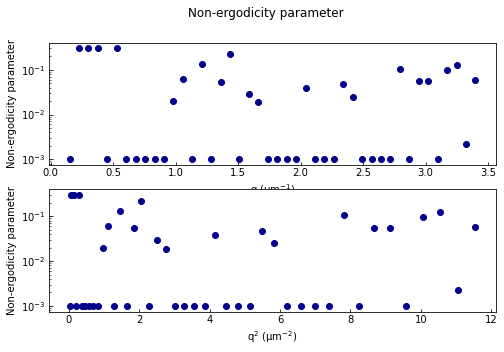 Non-ergodicity parameter
Non-ergodicity parameter
10⁻¹
10⁻²
10⁻³
0.0 0.5 1.0 1.5 2.0 2.5 3.0 3.5
q (μm⁻¹)
Non-ergodicity parameter
10⁻¹
10⁻²
10⁻³
0 2 4 6 8 10 12
q² (μm⁻²)